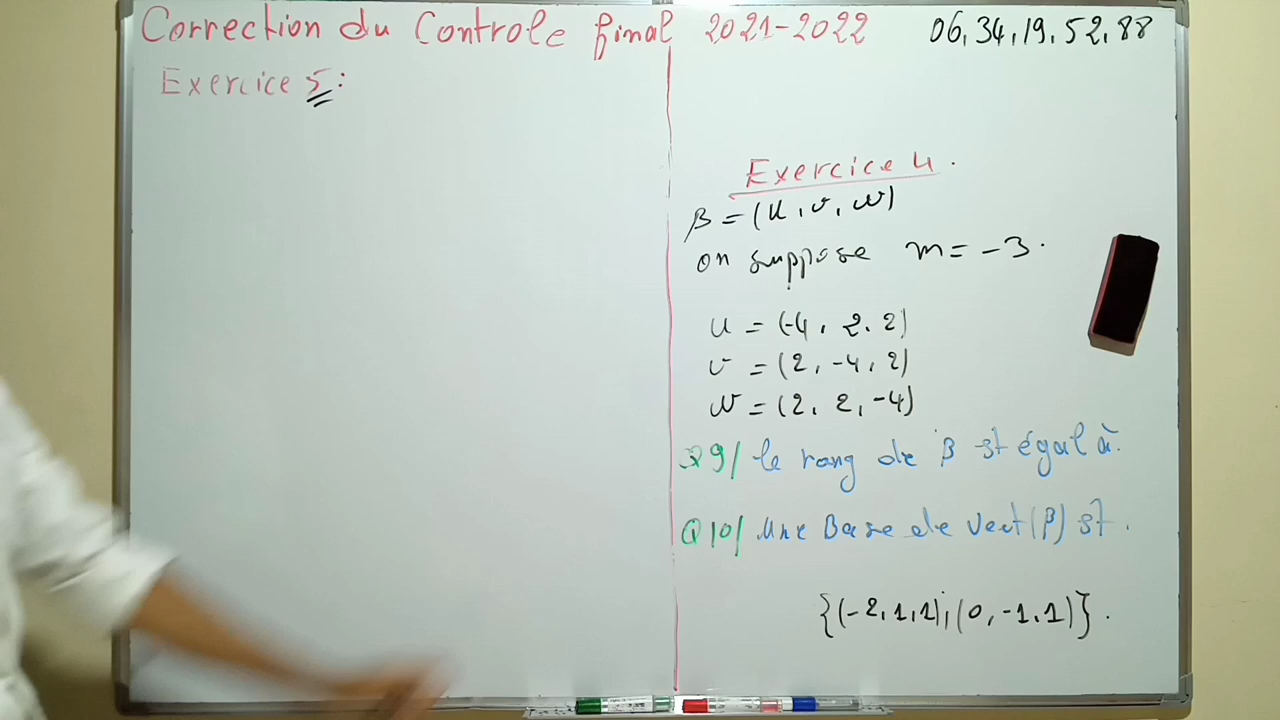 Correction du Controle final 2021-2022 06,34,19,52,88
Exercice 5:
Exercice 4.
β = (u, v, w)
on suppose m = -3.
u = (-4, 2, 2)
v = (2, -4, 2)
w = (2, 2, -4)
Q9/ le rang de β st égal à.
Q10/ Une Base de Vect(β) st.
{(-2,1,1);(0,-1,1)}.